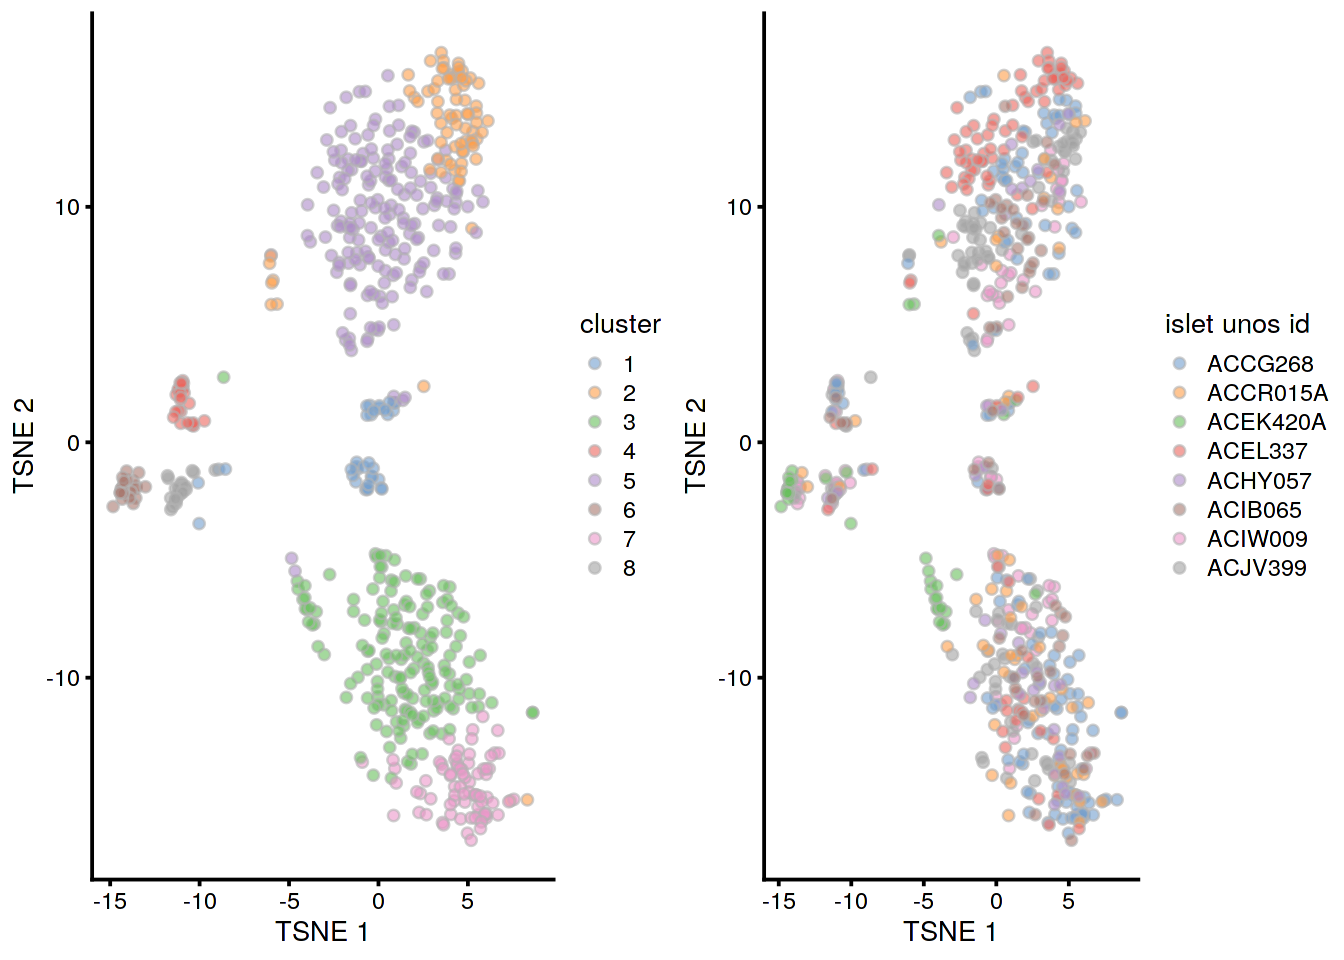 TSNE 2
10
0
-10
-15
-10
-5
0
5
TSNE 1
cluster
1
2
3
4
5
6
7
8
TSNE 2
10
0
-10
-15
-10
-5
0
5
TSNE 1
islet unos id
ACCG268
ACCR015A
ACEK420A
ACEL337
ACHY057
ACIB065
ACIW009
ACJV399